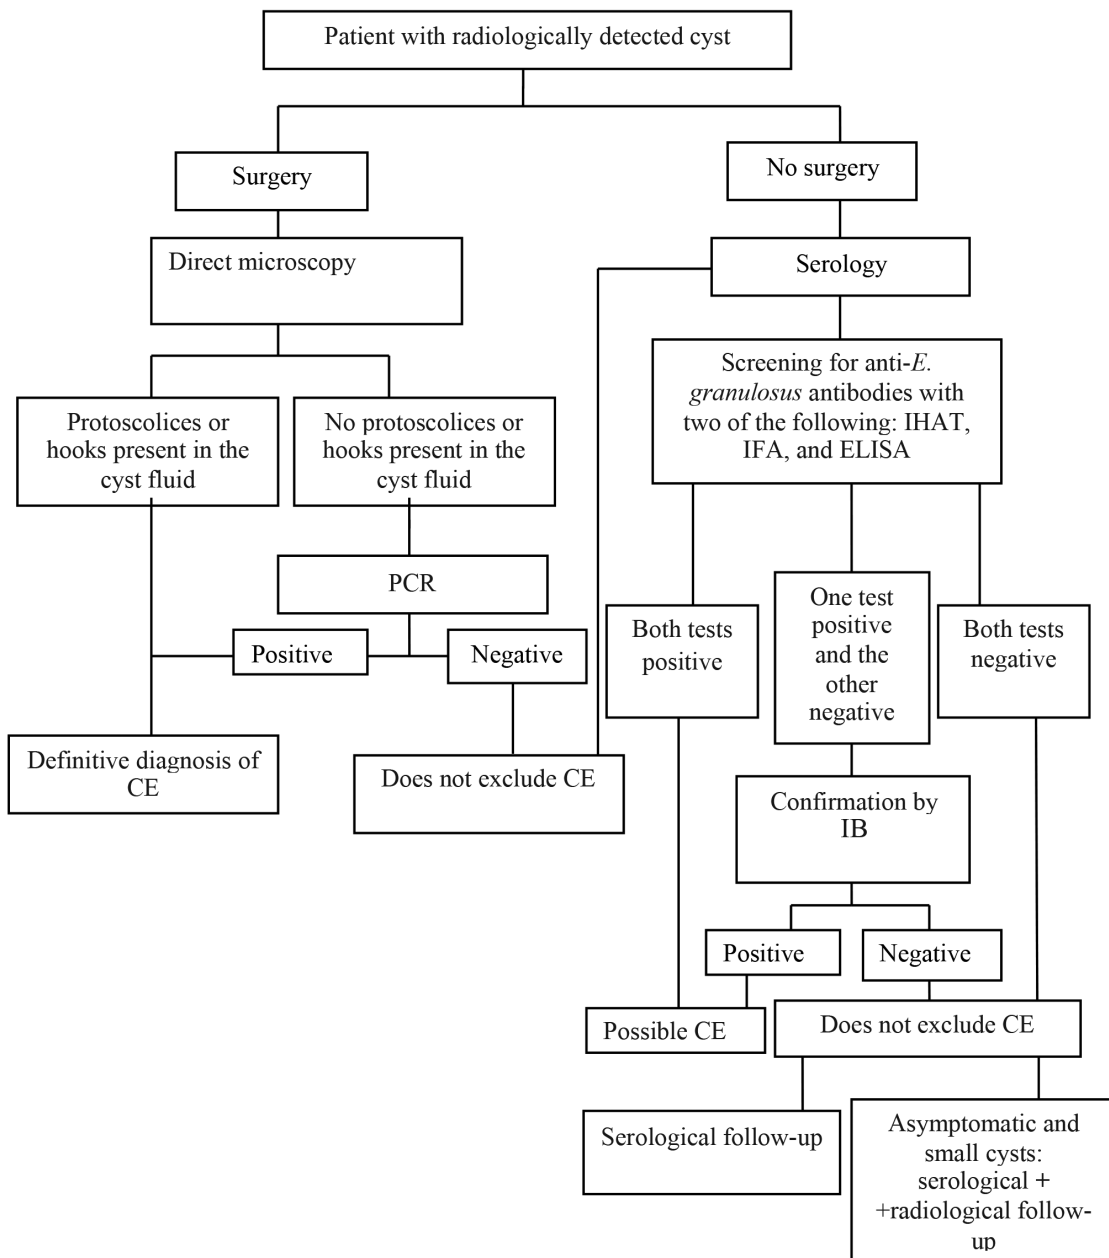 Patient with radiologically detected cyst
Surgery
No surgery
Direct microscopy
Serology
Protoscolices or
hooks present in the
cyst fluid
No protoscolices or
hooks present in the
cyst fluid
Screening for anti-E.
granulosus antibodies with
two of the following: IHAT,
IFA, and ELISA
PCR
Positive
Negative
Both tests
positive
One test
positive
and the
other
negative
Both tests
negative
Definitive diagnosis of
CE
Does not exclude CE
Confirmation by
IB
Positive
Negative
Possible CE
Does not exclude CE
Serological follow-up
Asymptomatic and
small cysts:
serological +
+radiological follow-
up